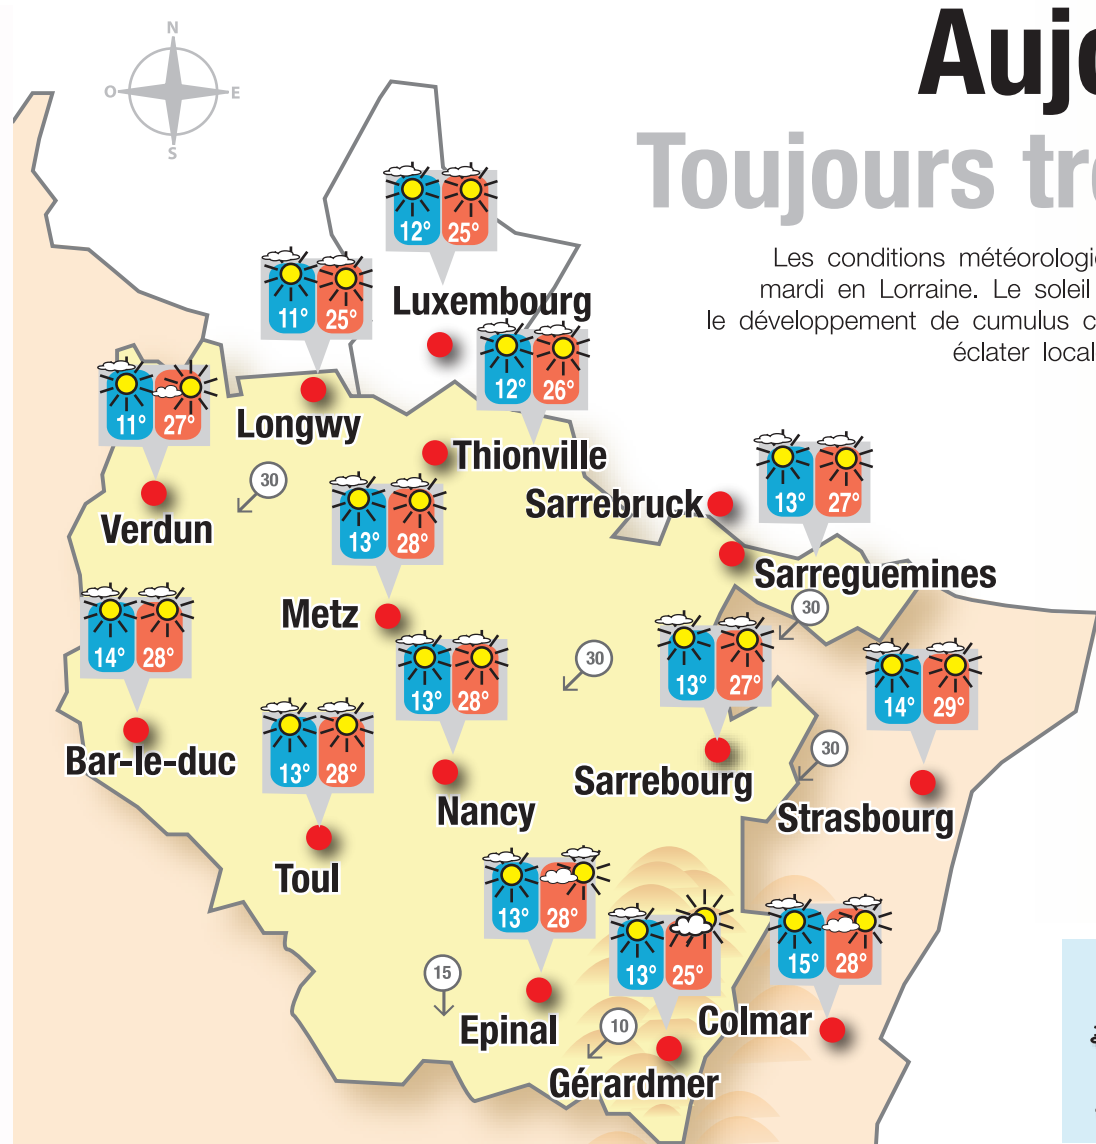 N
O E
S
Aujo
Toujours tr
Les conditions météorologi
mardi en Lorraine. Le soleil
le développement de cumulus c
éclater local
12° 25°
Luxembourg
11° 25°
Longwy
12° 26°
Thionville
11° 27°
Verdun
30
13° 28°
Metz
Sarrebruck
13° 27°
Sarreguemines
30
14° 28°
Bar-le-duc
13° 28°
Nancy
30
13° 27°
Sarrebourg
30
14° 29°
Strasbourg
13° 28°
Toul
13° 28°
Epinal
15
13° 25°
Gérardmer
10
15° 28°
Colmar